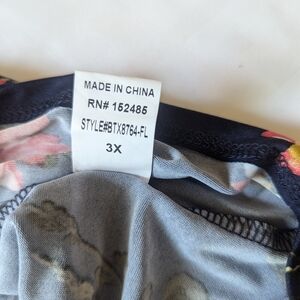 MADE IN CHINA
RN# 152485
STYLE#BTX8764-FL
3X